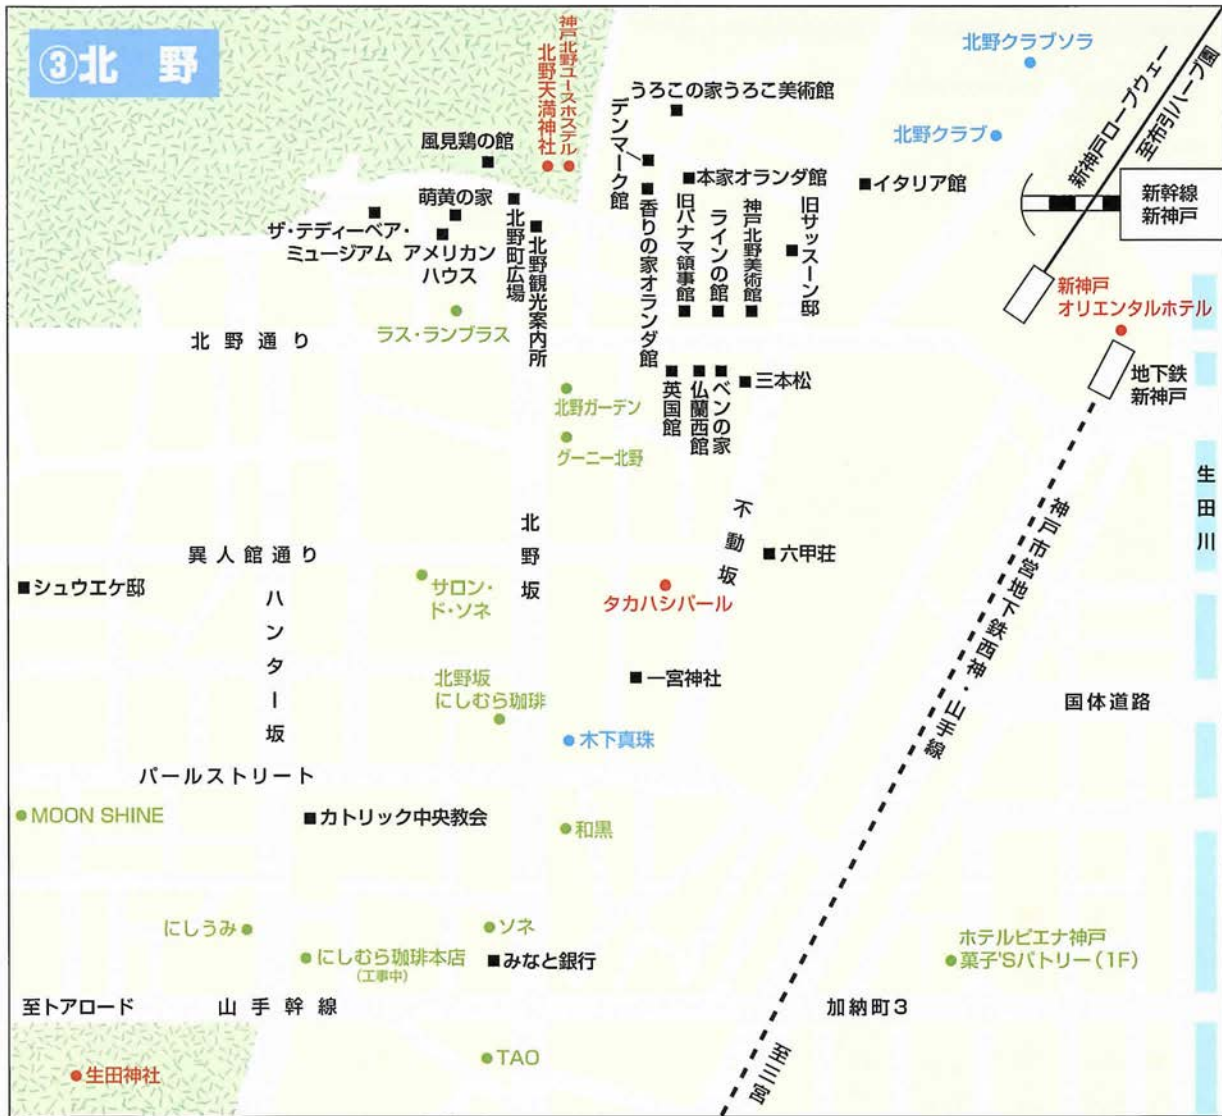 ③北 野
神戸北野ユースホステル
北野天満神社
北野クラブソラ
新神戸ロープウェー
至布引ハーブ園
うろこの家うろこ美術館
デンマーク館
北野クラブ
風見鶏の館
本家オランダ館
イタリア館
新幹線
新神戸
萌黄の家
ザ・テディーベア・
ミュージアム
アメリカン
ハウス
北野町広場
北野観光案内所
香りの家オランダ館
旧パナマ領事館
ラインの館
神戸北野美術館
旧サッスーン邸
新神戸
オリエンタルホテル
ラス・ランブラス
北野通り
地下鉄
新神戸
英国館
仏蘭西館
ベンの家
三本松
北野ガーデン
グーニー北野
生田川
北野坂
不動坂
神戸市営地下鉄西神・山手線
異人館通り
六甲荘
シュウエケ邸
ハンター坂
サロン・
ド・ソネ
タカハシパール
北野坂
にしむら珈琲
一宮神社
国体道路
木下真珠
パールストリート
MOON SHINE
カトリック中央教会
和黒
にしうみ
ソネ
にしむら珈琲本店
(工事中)
みなと銀行
ホテルピエナ神戸
菓子'Sパトリー(1F)
至トアロード
山手幹線
加納町3
至三宮
TAO
生田神社